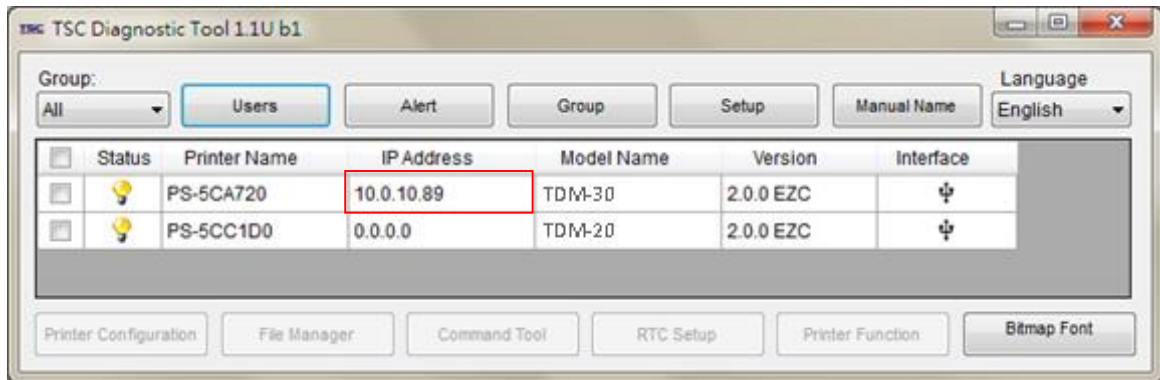 TSC TSC Diagnostic Tool 1.1U b1
Group: Language
All Users Alert Group Setup Manual Name English
Status Printer Name IP Address Model Name Version Interface
PS-5CA720 10.0.10.89 TDM-30 2.0.0 EZC
PS-5CC1D0 0.0.0.0 TDM-20 2.0.0 EZC
Printer Configuration File Manager Command Tool RTC Setup Printer Function Bitmap Font